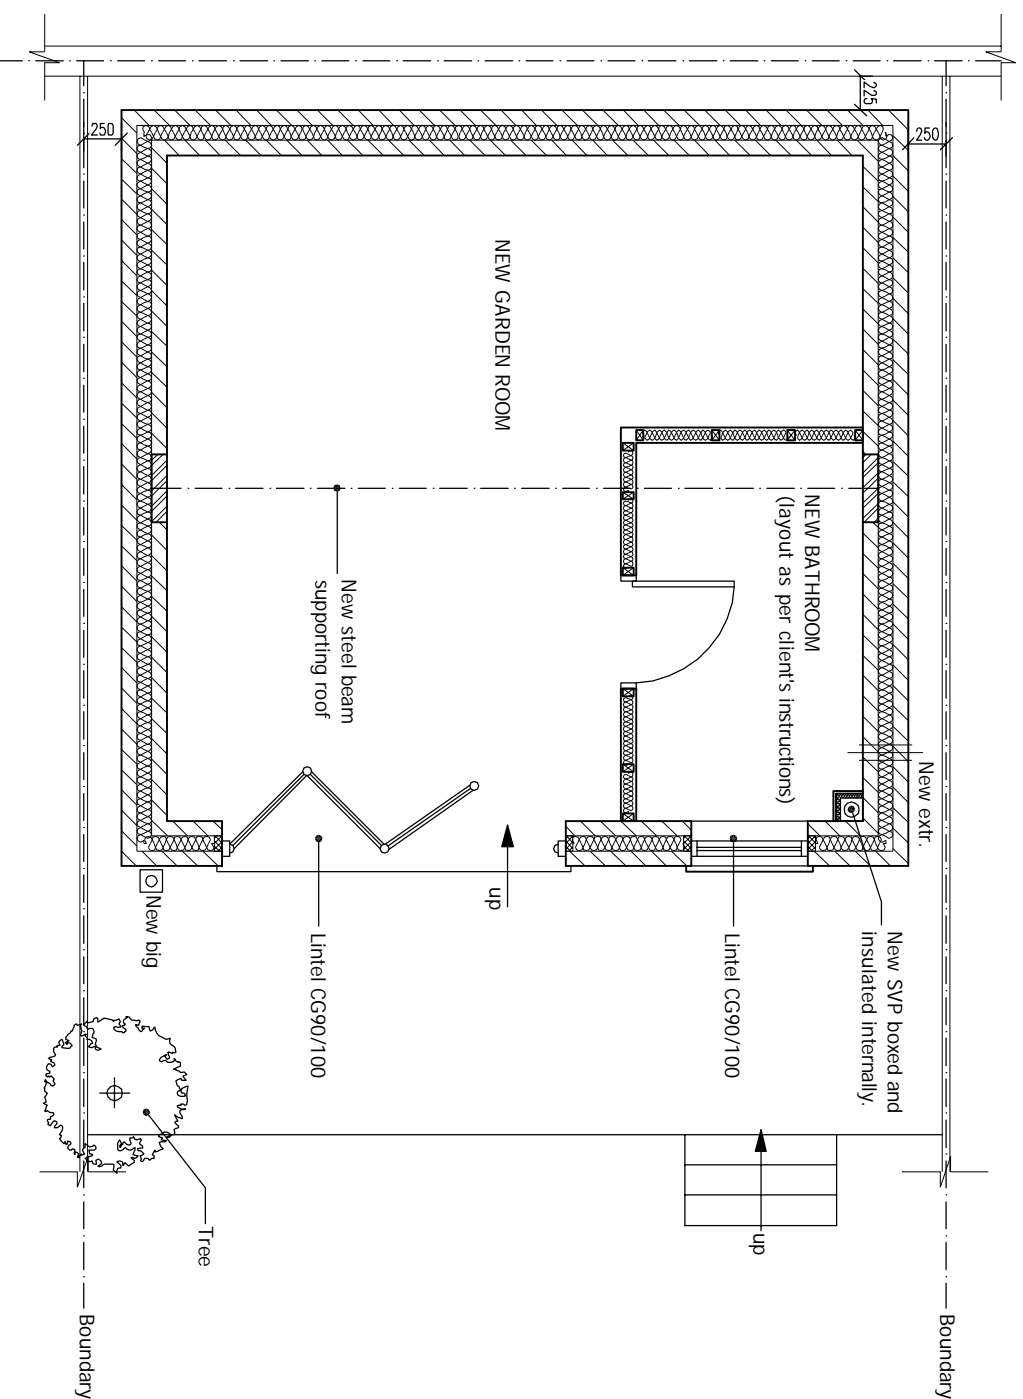 225
250
250
NEW GARDEN ROOM
NEW BATHROOM
(layout as per client's instructions)
New steel beam
supporting roof
New extr.
up
New big
Lintel CG90/100
Lintel CG90/100
New SVP boxed and
insulated internally.
up
Tree
Boundary
Boundary